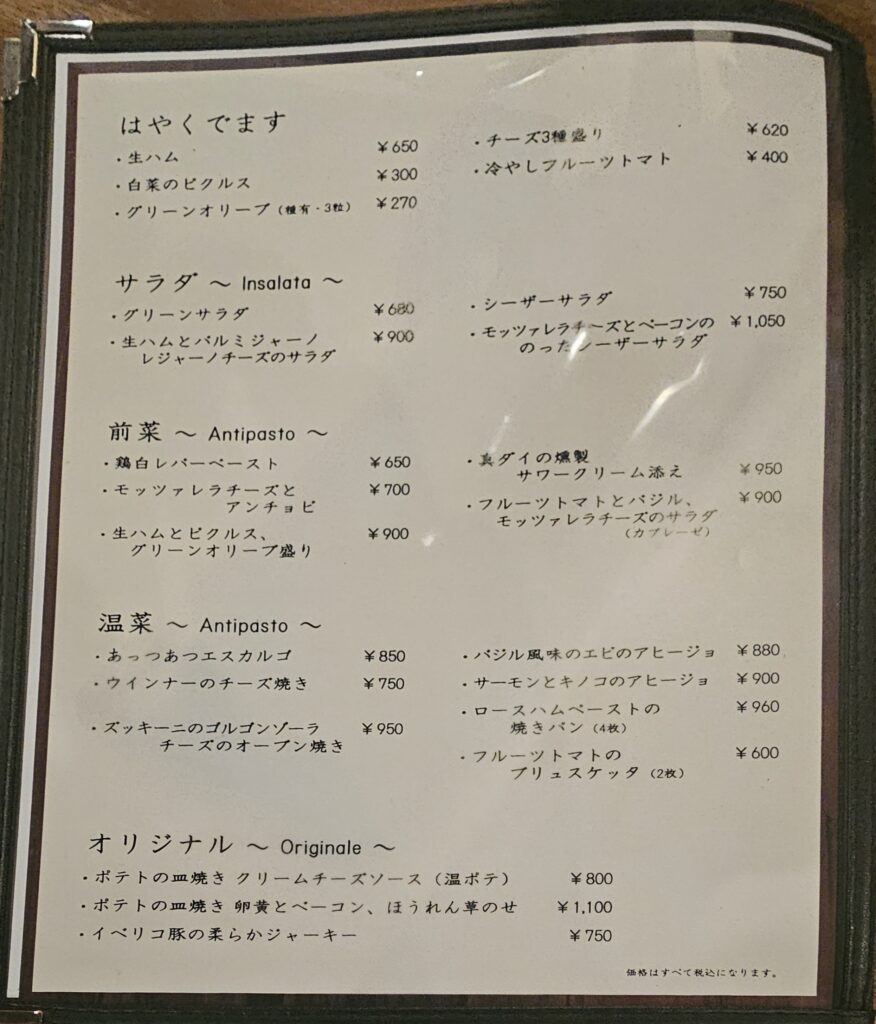 はやくでます
・生ハム ￥650
・白菜のピクルス ￥300
・グリーンオリーブ（種有・3粒） ￥270
・チーズ3種盛り ￥620
・冷やしフルーツトマト ￥400
サラダ ～ Insalata ～
・グリーンサラダ ￥680
・生ハムとパルミジャーノ ￥900
レジャーノチーズのサラダ
・シーザーサラダ ￥750
・モッツァレラチーズとベーコンの ￥1,050
のったシーザーサラダ
前菜 ～ Antipasto ～
・鶏白レバーペースト ￥650
・モッツァレラチーズと ￥700
アンチョビ
・生ハムとピクルス、 ￥900
グリーンオリーブ盛り
・真ダイの燻製
サワークリーム添え ￥950
・フルーツトマトとバジル、 ￥900
モッツァレラチーズのサラダ
（カプレーゼ）
温菜 ～ Antipasto ～
・あっつあつエスカルゴ ￥850
・ウインナーのチーズ焼き ￥750
・ズッキーニのゴルゴンゾーラ ￥950
チーズのオーブン焼き
・バジル風味のエビのアヒージョ ￥880
・サーモンとキノコのアヒージョ ￥900
・ロースハムペーストの ￥960
焼きパン（4枚）
・フルーツトマトの ￥600
ブリュスケッタ（2枚）
オリジナル ～ Originale ～
・ポテトの皿焼き クリームチーズソース（温ポテ） ￥800
・ポテトの皿焼き 卵黄とベーコン、ほうれん草のせ ￥1,100
・イベリコ豚の柔らかジャーキー ￥750
価格はすべて税込になります。